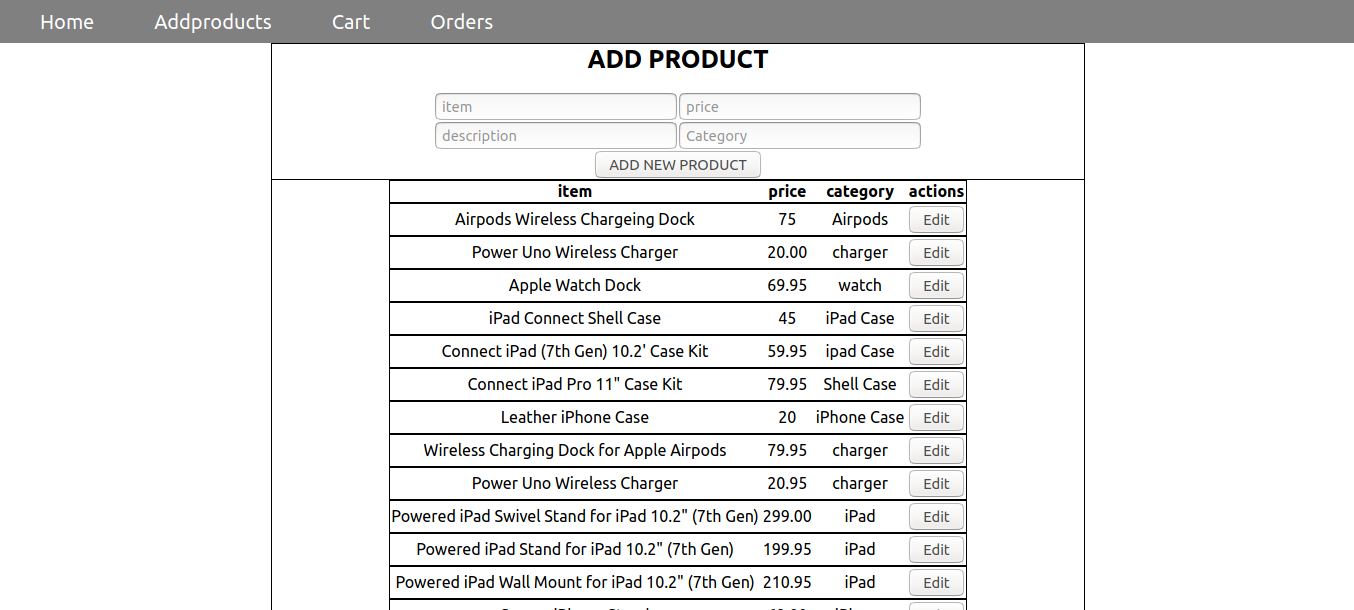 Home Addproducts Cart Orders
ADD PRODUCT
item price
description Category
ADD NEW PRODUCT
item price category actions
Airpods Wireless Chargeing Dock 75 Airpods Edit
Power Uno Wireless Charger 20.00 charger Edit
Apple Watch Dock 69.95 watch Edit
iPad Connect Shell Case 45 iPad Case Edit
Connect iPad (7th Gen) 10.2' Case Kit 59.95 ipad Case Edit
Connect iPad Pro 11" Case Kit 79.95 Shell Case Edit
Leather iPhone Case 20 iPhone Case Edit
Wireless Charging Dock for Apple Airpods 79.95 charger Edit
Power Uno Wireless Charger 20.95 charger Edit
Powered iPad Swivel Stand for iPad 10.2" (7th Gen) 299.00 iPad Edit
Powered iPad Stand for iPad 10.2" (7th Gen) 199.95 iPad Edit
Powered iPad Wall Mount for iPad 10.2" (7th Gen) 210.95 iPad Edit